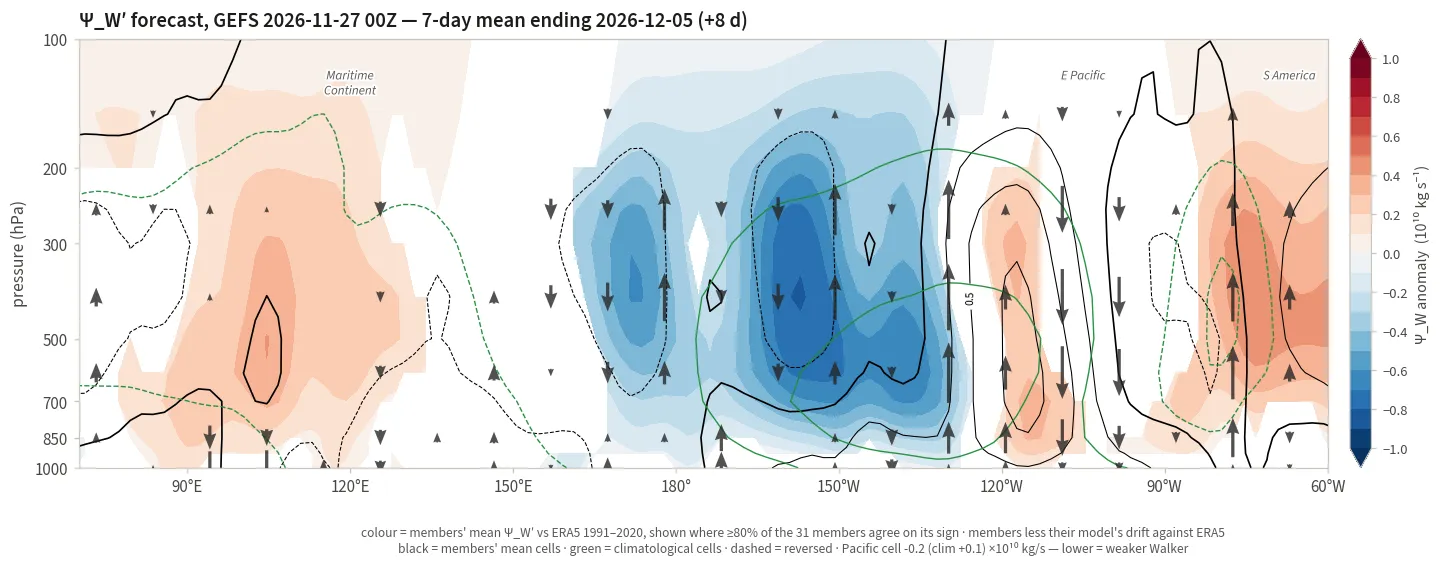 Ψ_W′ forecast, GEFS 2026-11-27 00Z — 7-day mean ending 2026-12-05 (+8 d)
100
200
300
400
500
700
850
1000
pressure (hPa)
Maritime
Continent
E Pacific
S America
0.5
90°E
120°E
150°E
180°
150°W
120°W
90°W
60°W
1.0
0.8
0.6
0.4
0.2
0.0
−0.2
−0.4
−0.6
−0.8
−1.0
Ψ_W anomaly (10¹⁰ kg s⁻¹)
colour = members' mean Ψ_W′ vs ERA5 1991–2020, shown where ≥80% of the 31 members agree on its sign · members less their model's drift against ERA5
black = members' mean cells · green = climatological cells · dashed = reversed · Pacific cell -0.2 (clim +0.1) ×10¹⁰ kg/s — lower = weaker Walker